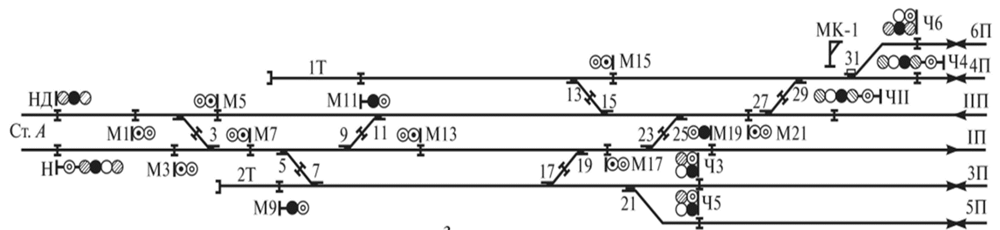 Ч6
МК-1
6П
31
Ч4
4П
1Т
М15
НД
М5
М11
13
15
27
29
ЧII
IIП
Ст. А
М1
3
М7
9
11
М13
23
25
М19
М21
IП
Н
М3
5
7
17
19
М17
Ч3
3П
2Т
М9
21
Ч5
5П